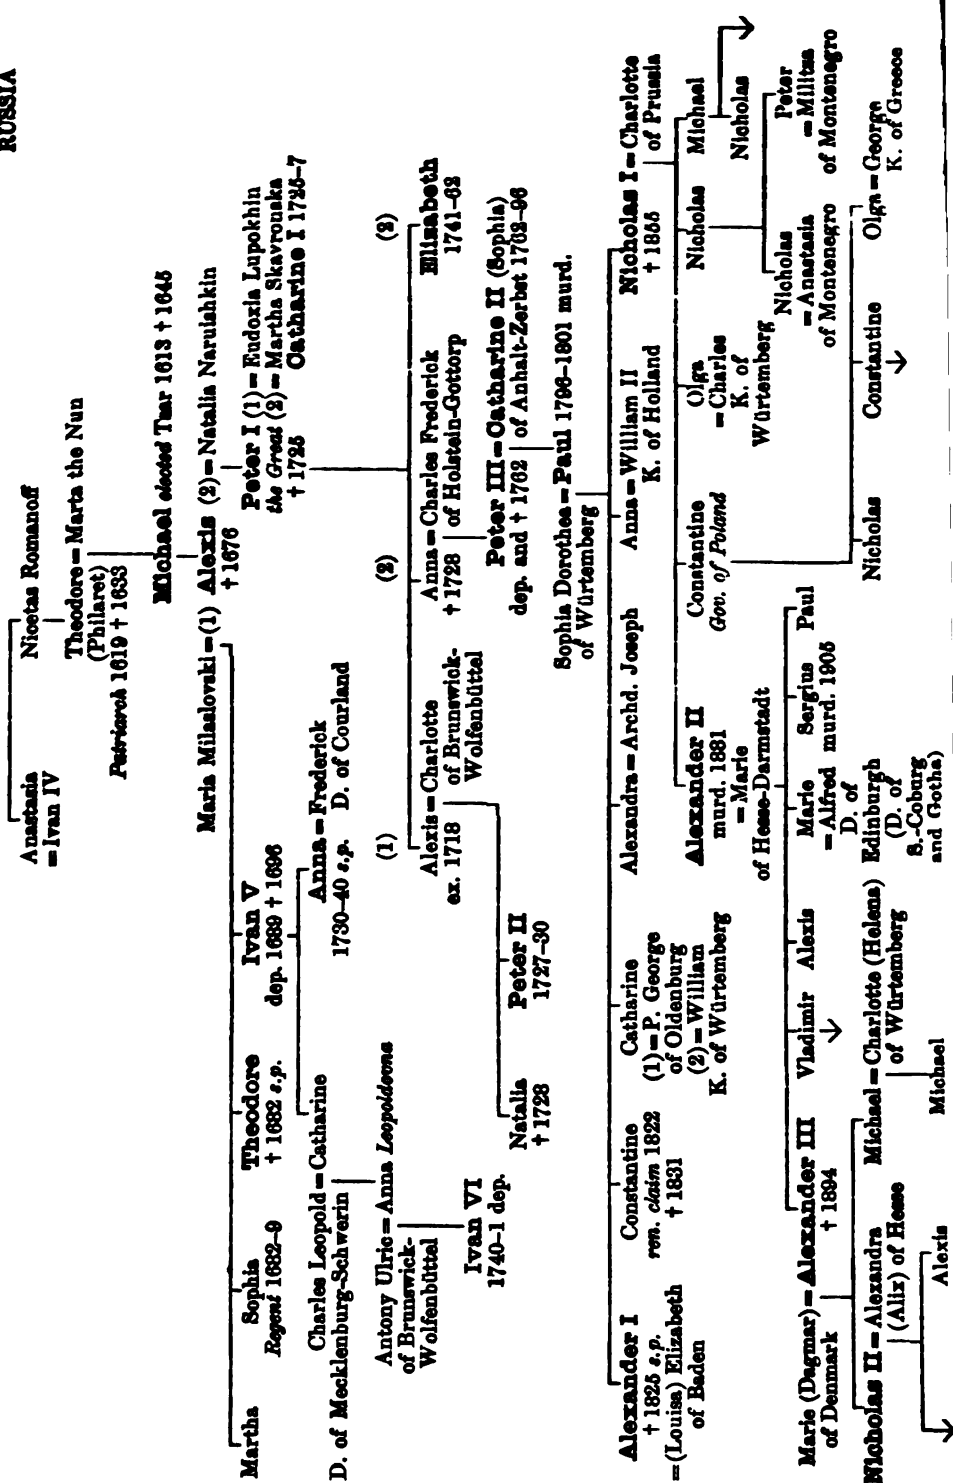 RUSSIA
Anastasia
= Ivan IV
Nicetas Romanoff
Theodore = Marta the Nun
(Philaret)
Patriarch 1619 † 1633
Michael elected Tsar 1613 † 1645
Maria Miloslovski = (1) Alexis (2) = Natalia Naruishkin
† 1676
Martha
Sophia
Regent 1682–9
Theodore
† 1682 s.p.
Ivan V
dep. 1689 † 1696
Peter I (1) = Eudoxia Lupokhin
the Great (2) = Martha Skavronska
† 1725 Catharine I 1725–7
Charles Leopold = Catharine
D. of Mecklenburg-Schwerin
Anna = Frederick
1730–40 s.p. D. of Courland
(1)
Alexis = Charlotte
ex. 1718 of Brunswick-
Wolfenbüttel
(2)
Anna = Charles Frederick
† 1728 of Holstein-Gottorp
(2)
Elizabeth
1741–62
Antony Ulric = Anna Leopoldovna
of Brunswick-
Wolfenbüttel
Ivan VI
1740–1 dep.
Natalia
† 1728
Peter II
1727–30
Peter III = Catharine II (Sophia)
dep. and † 1762 of Anhalt-Zerbst 1762–96
Sophia Dorothea = Paul 1796–1801 murd.
of Würtemberg
Alexander I
† 1825 s.p.
= (Louisa) Elizabeth
of Baden
Constantine
ren. claim 1822
† 1831
Catharine
(1) = P. George
of Oldenburg
(2) = William
K. of Würtemberg
Alexandra = Archd. Joseph
Anna = William II
K. of Holland
Nicholas I = Charlotte
† 1855 of Prussia
Alexander II
murd. 1881
= Marie
of Hesse-Darmstadt
Constantine
Gov. of Poland
Olga
= Charles
K. of
Würtemberg
Nicholas
Michael
Nicholas
Nicholas
= Anastasia
of Montenegro
Peter
= Militza
of Montenegro
Marie (Dagmar) = Alexander III
of Denmark † 1894
Vladimir
Alexis
Marie
= Alfred
D. of
Edinburgh
(D. of
S.-Coburg
and Gotha)
Sergius
murd. 1905
Paul
Nicholas
Constantine
Olga = George
K. of Greece
Nicholas II = Alexandra
(Alix) of Hesse
Michael = Charlotte (Helena)
of Würtemberg
Alexis
Michael